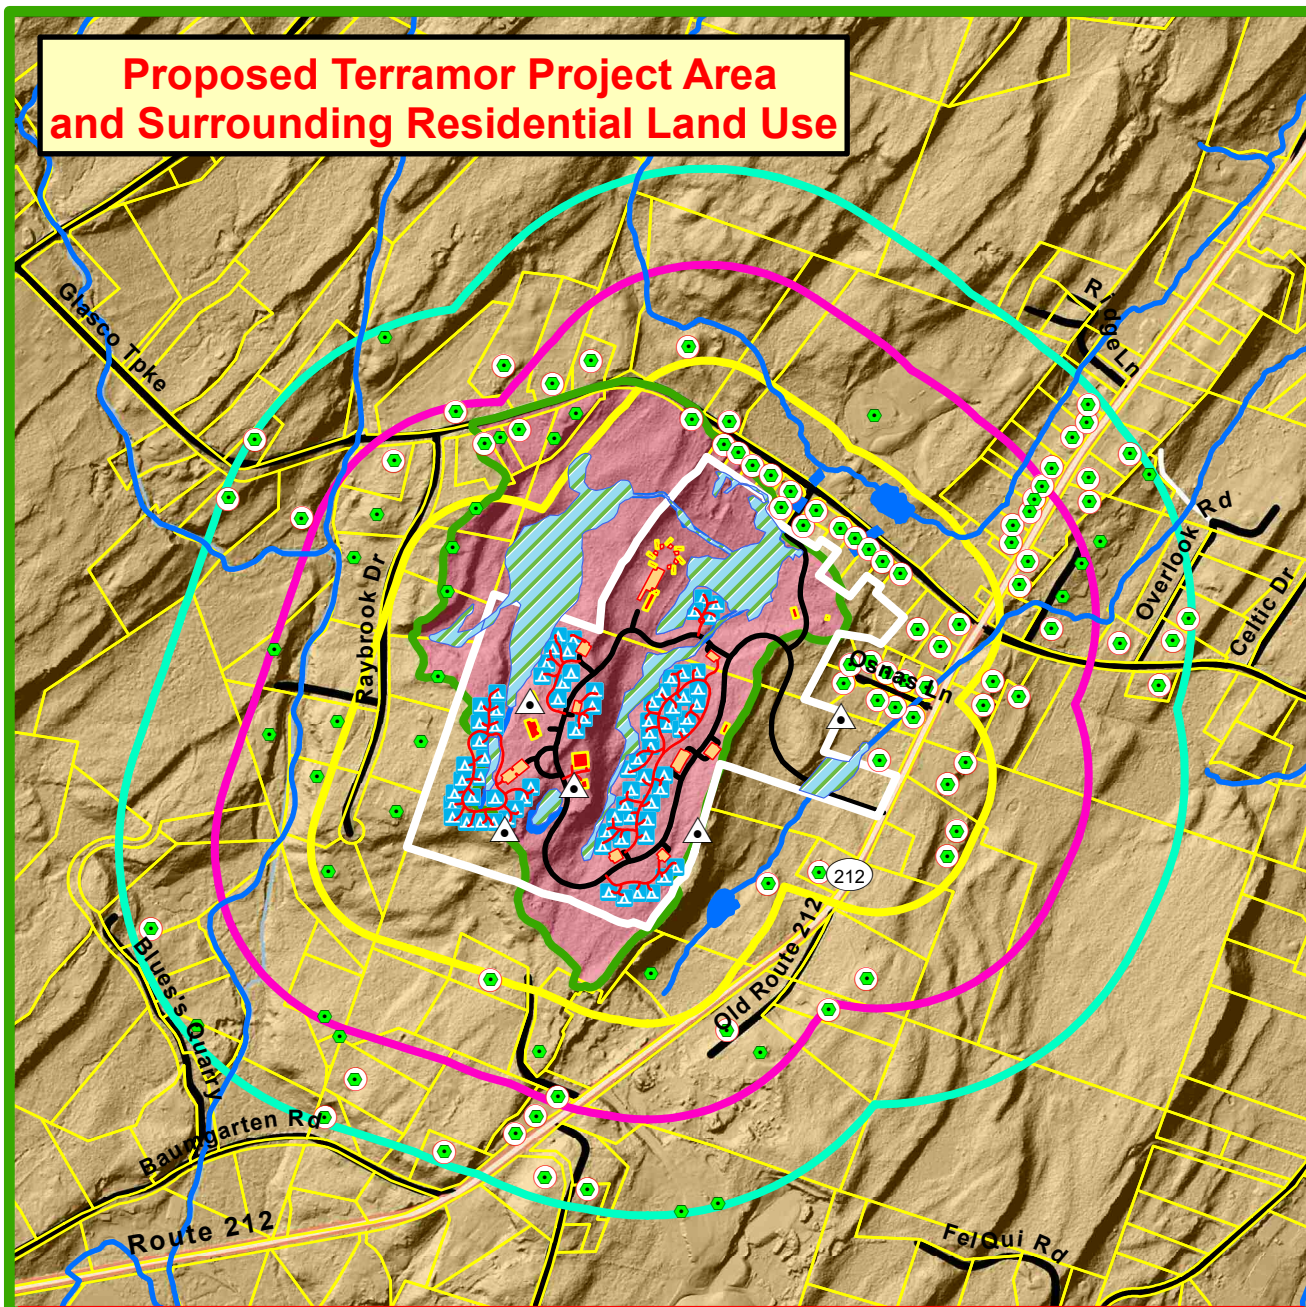 Proposed Terramor Project Area
and Surrounding Residential Land Use
Glasco Tpke
Ridge Ln
Raybrook Dr
Overlook Rd
Celtic Dr
Osnas Ln
212
Old Route 212
Blues's Quarry
Baumgarten Rd
Route 212
FelQui Rd